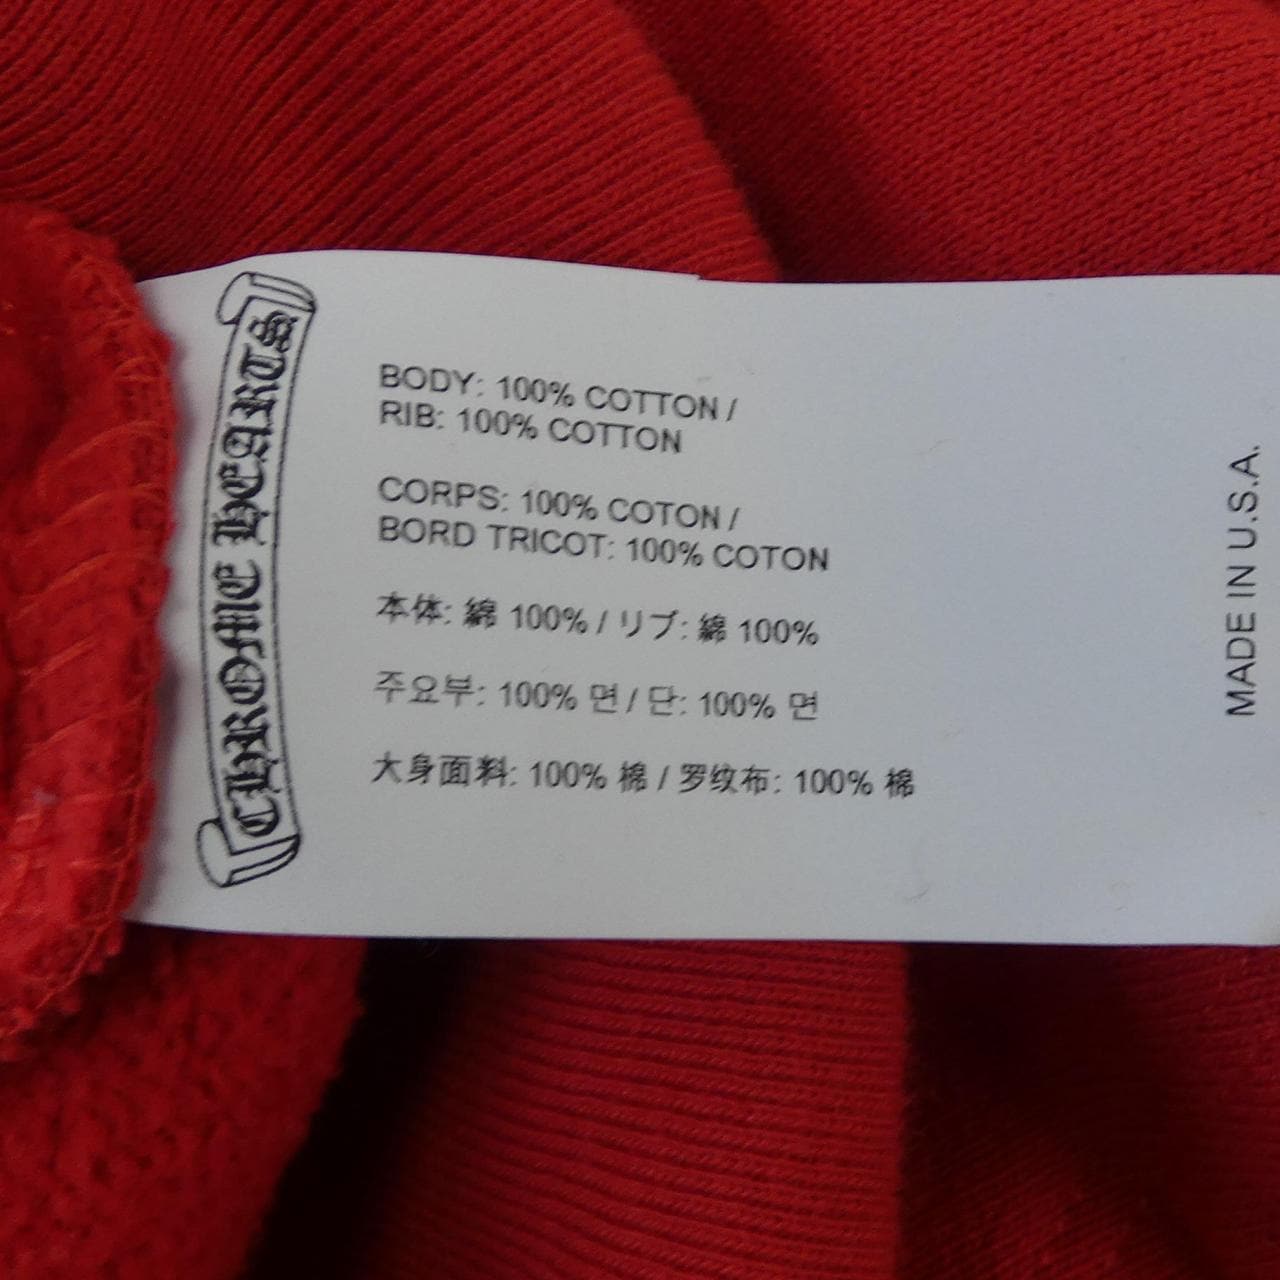 CHROME HEARTS
BODY: 100% COTTON /
RIB: 100% COTTON
CORPS: 100% COTON /
BORD TRICOT: 100% COTON
本体: 綿 100% / リブ: 綿 100%
주요부: 100% 면 / 단: 100% 면
大身面料: 100% 棉 / 罗纹布: 100% 棉
MADE IN U.S.A.